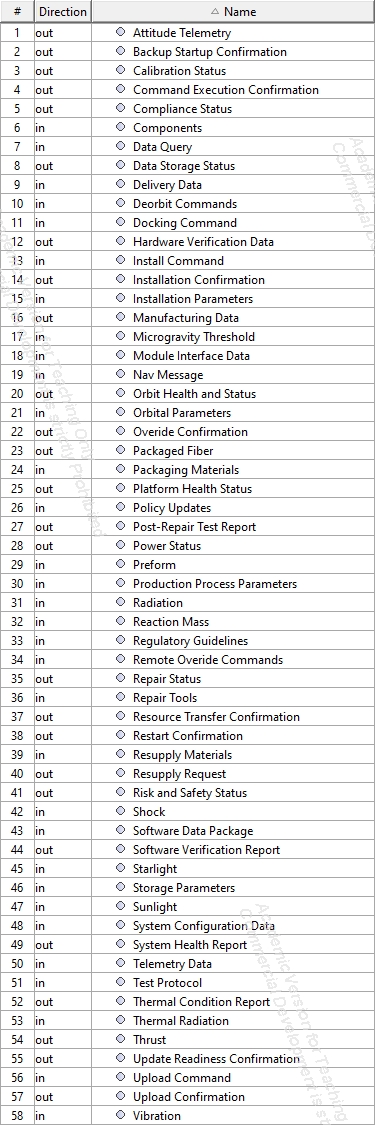 # Direction △ Name
1 out Attitude Telemetry
2 out Backup Startup Confirmation
3 out Calibration Status
4 out Command Execution Confirmation
5 out Compliance Status
6 in Components
7 in Data Query
8 out Data Storage Status
9 in Delivery Data
10 in Deorbit Commands
11 in Docking Command
12 out Hardware Verification Data
13 in Install Command
14 out Installation Confirmation
15 in Installation Parameters
16 out Manufacturing Data
17 in Microgravity Threshold
18 in Module Interface Data
19 in Nav Message
20 out Orbit Health and Status
21 in Orbital Parameters
22 out Overide Confirmation
23 out Packaged Fiber
24 in Packaging Materials
25 out Platform Health Status
26 in Policy Updates
27 out Post-Repair Test Report
28 out Power Status
29 in Preform
30 in Production Process Parameters
31 in Radiation
32 in Reaction Mass
33 in Regulatory Guidelines
34 in Remote Overide Commands
35 out Repair Status
36 in Repair Tools
37 out Resource Transfer Confirmation
38 out Restart Confirmation
39 in Resupply Materials
40 out Resupply Request
41 out Risk and Safety Status
42 in Shock
43 in Software Data Package
44 out Software Verification Report
45 in Starlight
46 in Storage Parameters
47 in Sunlight
48 in System Configuration Data
49 out System Health Report
50 in Telemetry Data
51 in Test Protocol
52 out Thermal Condition Report
53 in Thermal Radiation
54 out Thrust
55 out Update Readiness Confirmation
56 in Upload Command
57 out Upload Confirmation
58 in Vibration
Academic
Commercial
for Teaching Only
is strictly Prohibited
Academic Version for Teaching
Commercial Development is